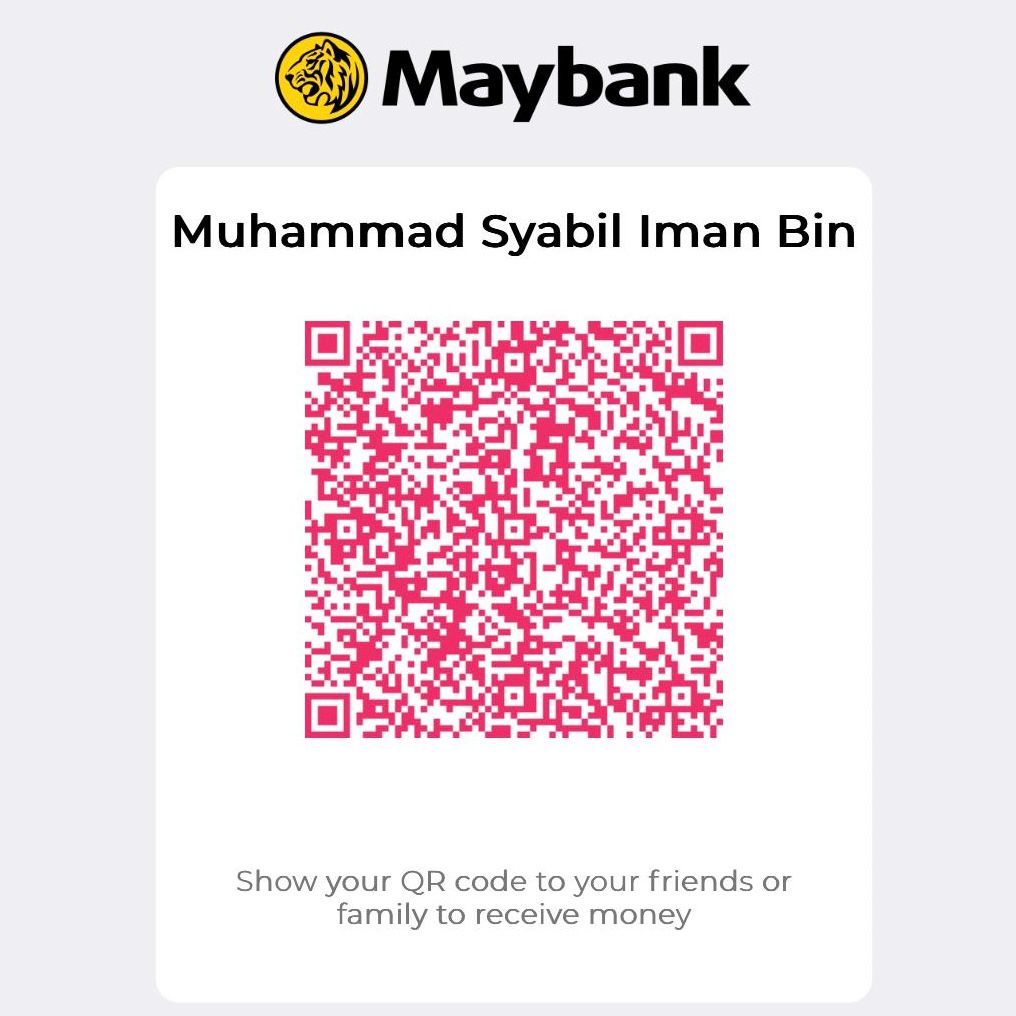 Maybank
Muhammad Syabil Iman Bin
Show your QR code to your friends or
family to receive money